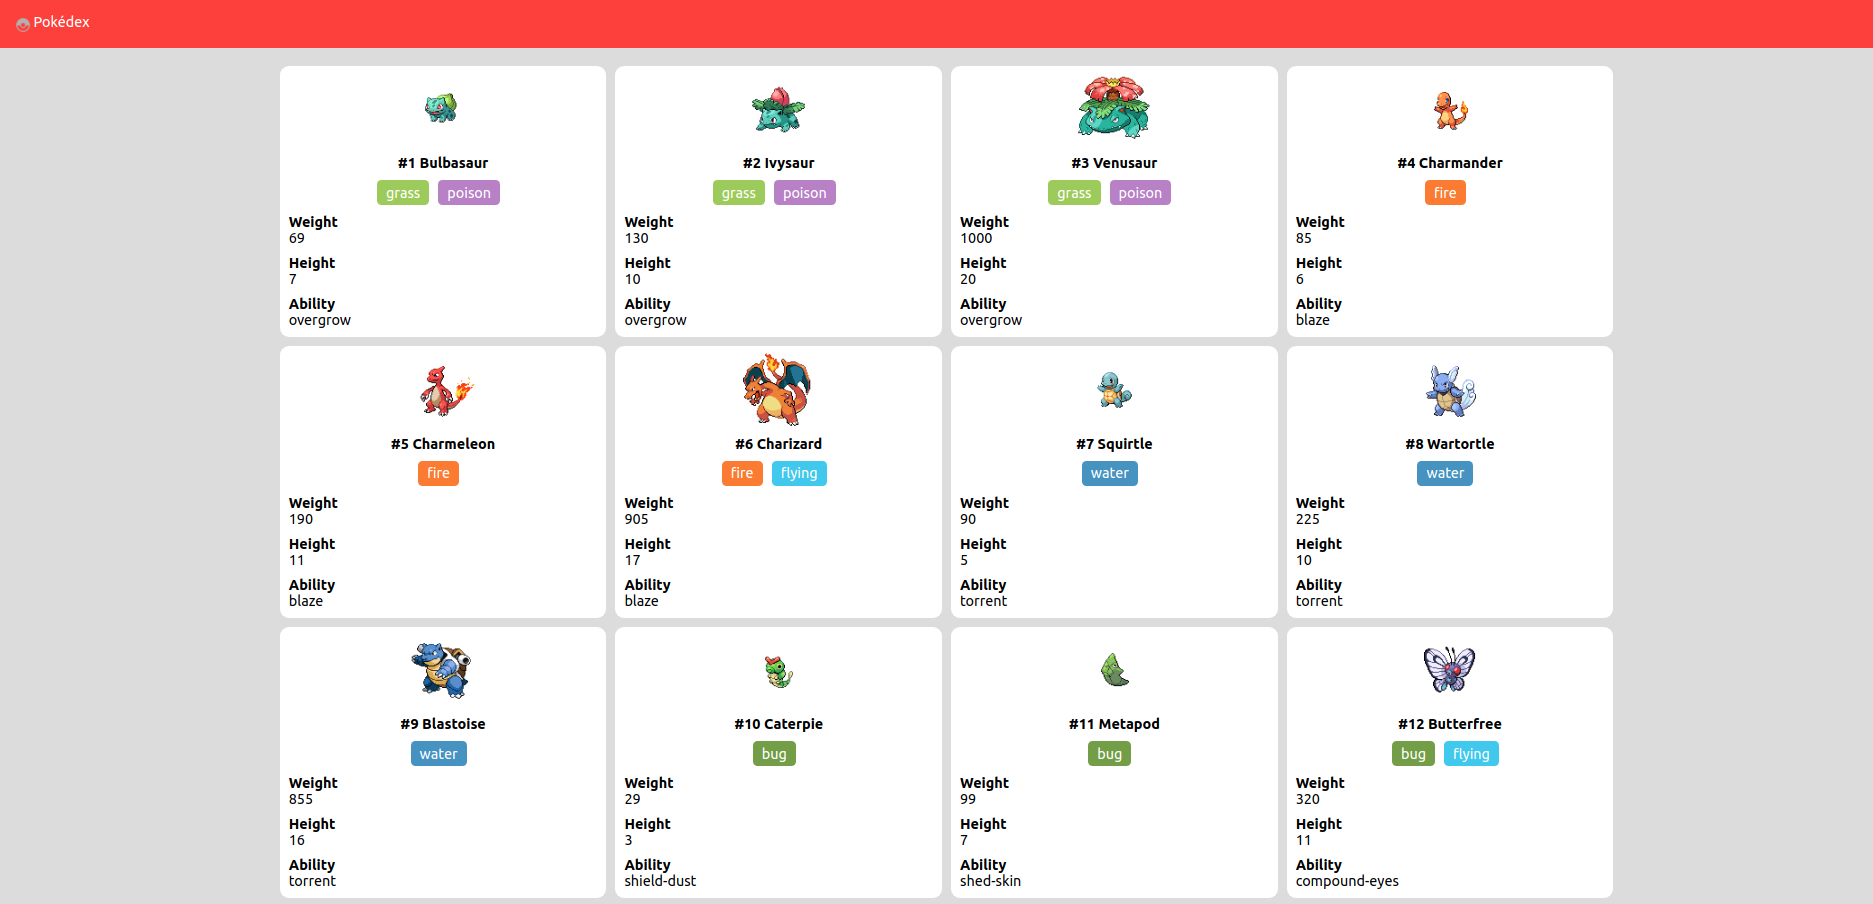 Pokédex
#1 Bulbasaur
grass poison
Weight
69
Height
7
Ability
overgrow
#2 Ivysaur
grass poison
Weight
130
Height
10
Ability
overgrow
#3 Venusaur
grass poison
Weight
1000
Height
20
Ability
overgrow
#4 Charmander
fire
Weight
85
Height
6
Ability
blaze
#5 Charmeleon
fire
Weight
190
Height
11
Ability
blaze
#6 Charizard
fire flying
Weight
905
Height
17
Ability
blaze
#7 Squirtle
water
Weight
90
Height
5
Ability
torrent
#8 Wartortle
water
Weight
225
Height
10
Ability
torrent
#9 Blastoise
water
Weight
855
Height
16
Ability
torrent
#10 Caterpie
bug
Weight
29
Height
3
Ability
shield-dust
#11 Metapod
bug
Weight
99
Height
7
Ability
shed-skin
#12 Butterfree
bug flying
Weight
320
Height
11
Ability
compound-eyes